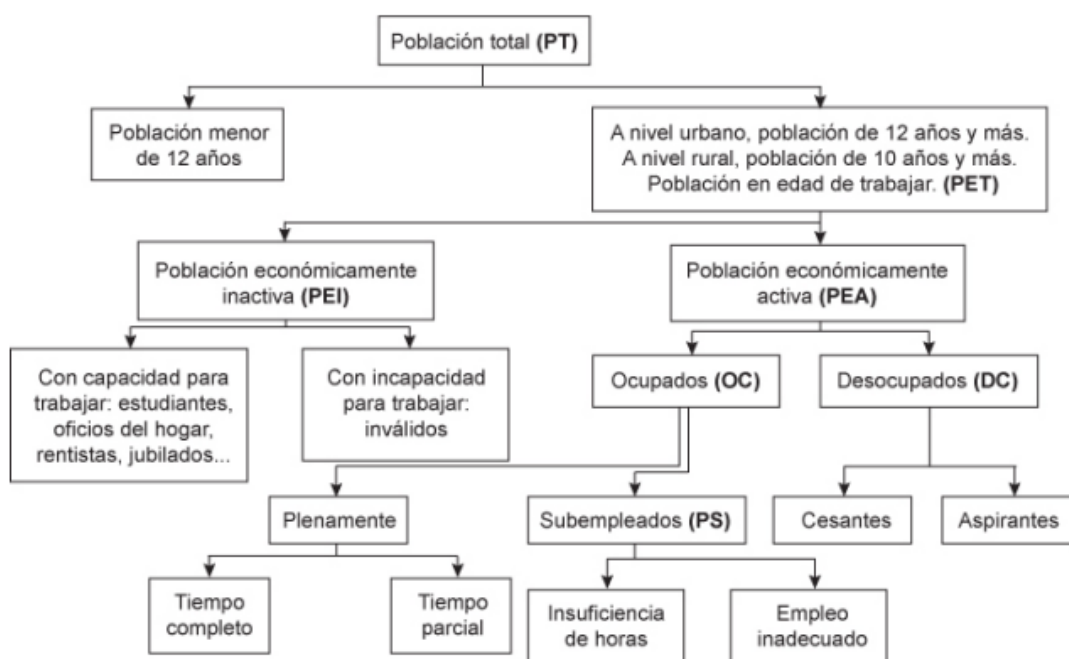 Población total (PT)
Población menor
de 12 años
A nivel urbano, población de 12 años y más.
A nivel rural, población de 10 años y más.
Población en edad de trabajar. (PET)
Población económicamente
inactiva (PEI)
Población económicamente
activa (PEA)
Con capacidad para
trabajar: estudiantes,
oficios del hogar,
rentistas, jubilados...
Con incapacidad
para trabajar:
inválidos
Ocupados (OC)
Desocupados (DC)
Plenamente
Subempleados (PS)
Cesantes
Aspirantes
Tiempo
completo
Tiempo
parcial
Insuficiencia
de horas
Empleo
inadecuado